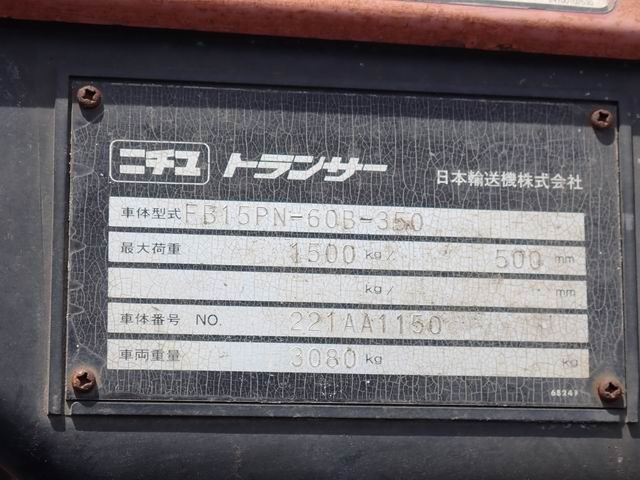 ニチユ トランサー 日本輸送機株式会社
車体型式 FB15PN-60B-350
最大荷重 1500 kg/ 500 mm
kg/ mm
車体番号 NO. 221AA1150
車両重量 3080 kg kg